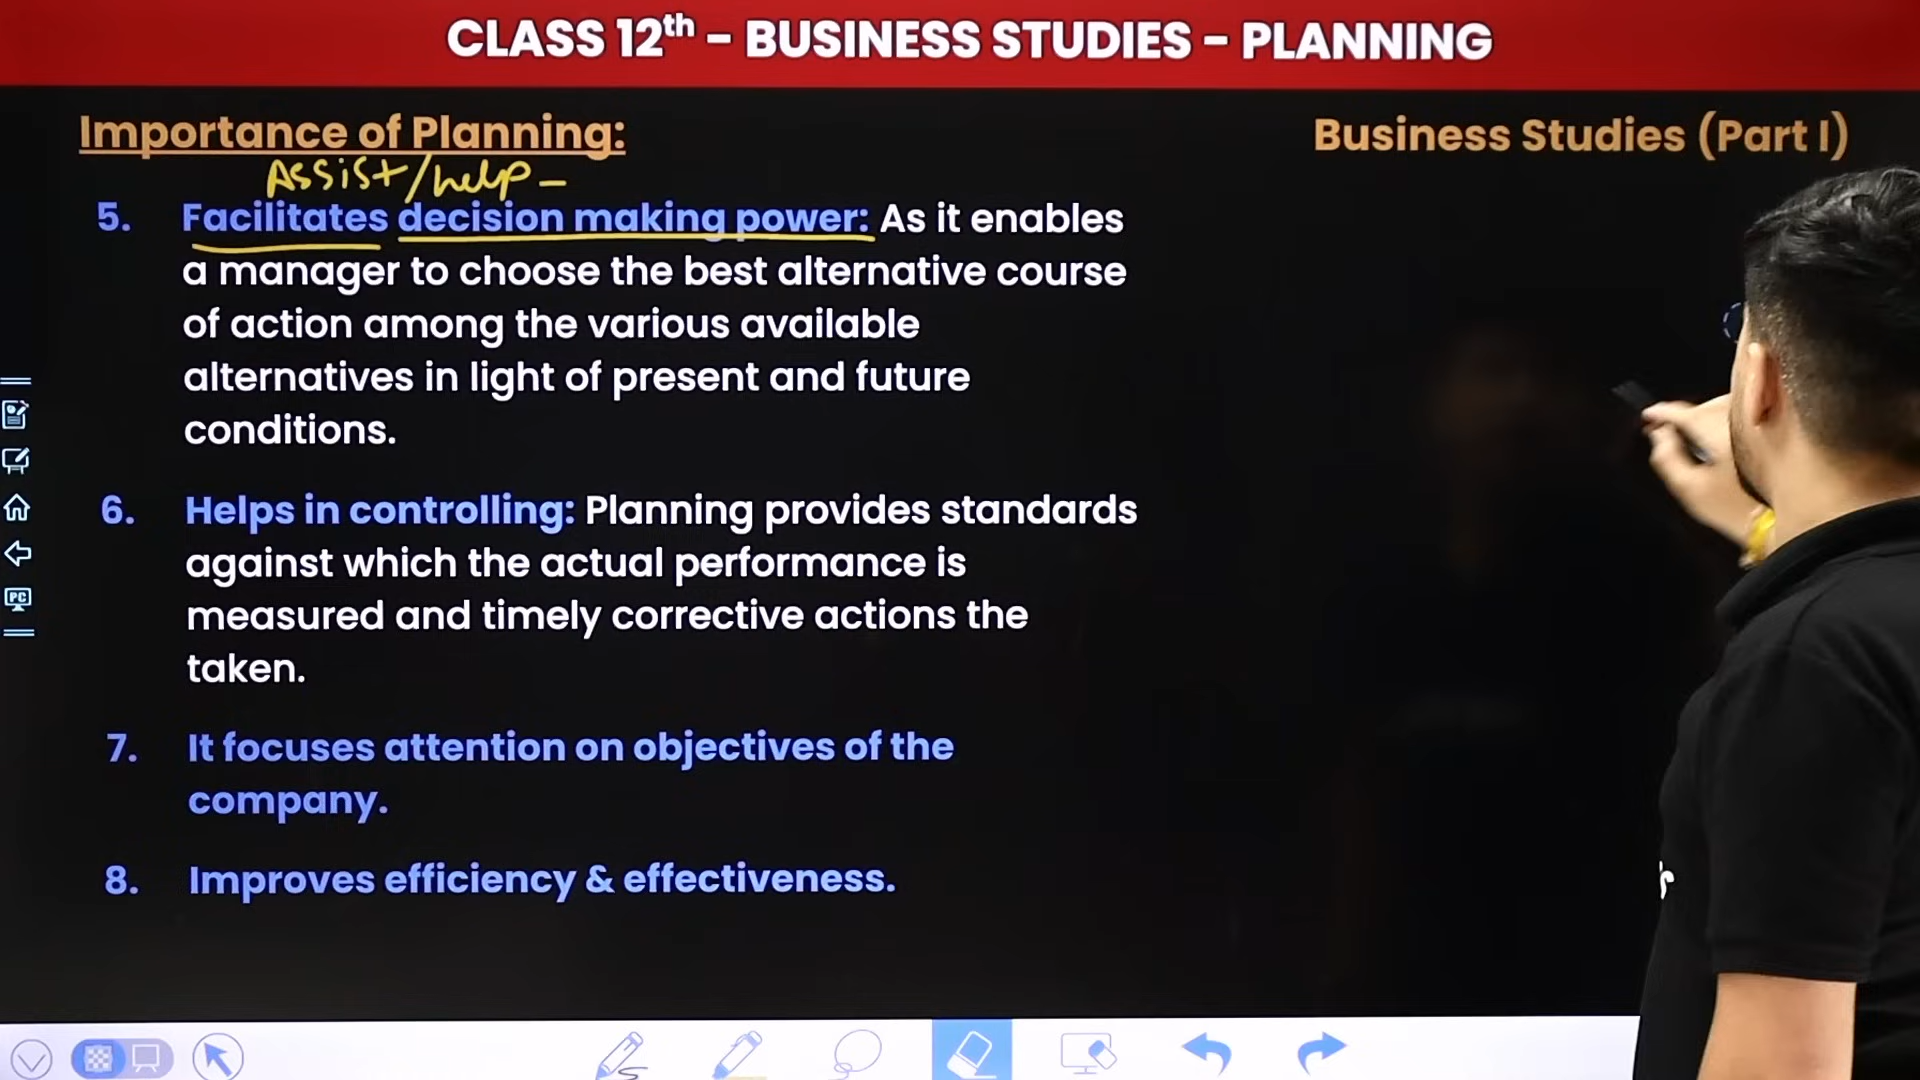 CLASS 12th - BUSINESS STUDIES - PLANNING
Importance of Planning:
Business Studies (Part I)
Assist/help -
5. Facilitates decision making power: As it enables
a manager to choose the best alternative course
of action among the various available
alternatives in light of present and future
conditions.
6. Helps in controlling: Planning provides standards
against which the actual performance is
measured and timely corrective actions the
taken.
7. It focuses attention on objectives of the
company.
8. Improves efficiency & effectiveness.
PC